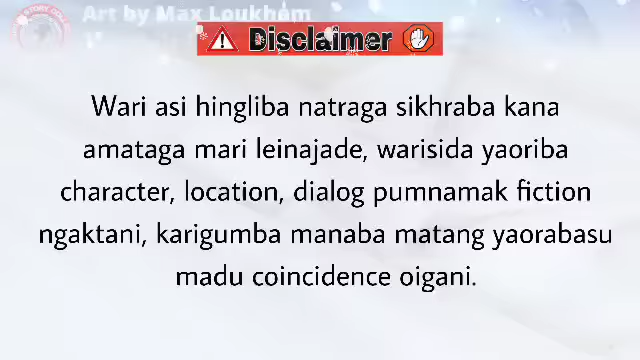 Art by Max Loukham
Disclaimer
Wari asi hingliba natraga sikhraba kana
amataga mari leinajade, warisida yaoriba
character, location, dialog pumnamak fiction
ngaktani, karigumba manaba matang yaorabasu
madu coincidence oigani.